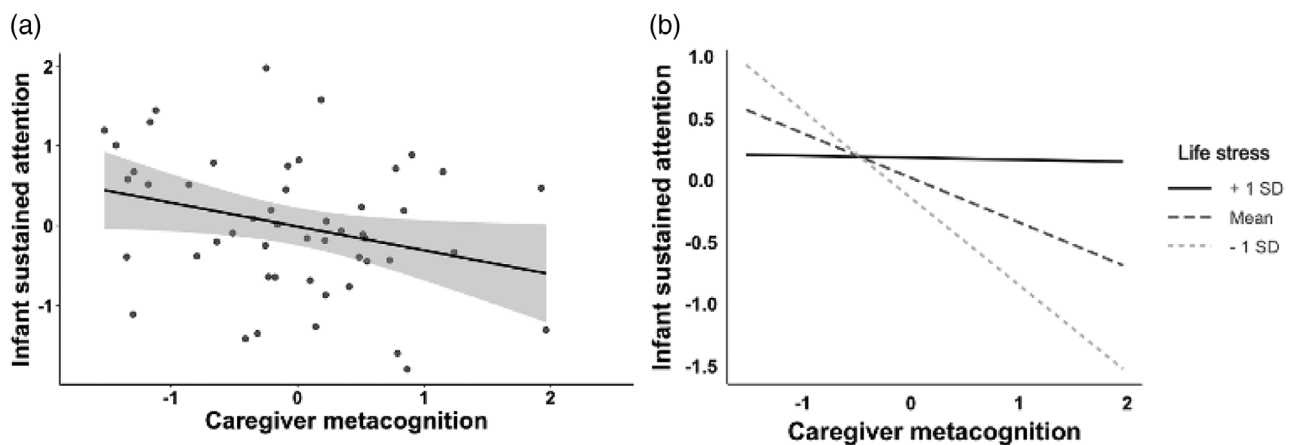 (a)
Infant sustained attention
2
1
0
-1
-1
0
1
2
Caregiver metacognition
(b)
Infant sustained attention
1.0
0.5
0.0
-0.5
-1.0
-1.5
-1
0
1
2
Caregiver metacognition
Life stress
+ 1 SD
Mean
- 1 SD